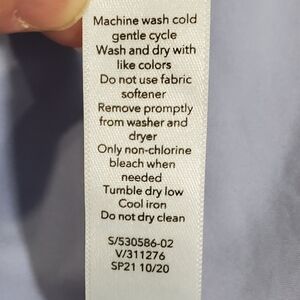 Machine wash cold
gentle cycle
Wash and dry with
like colors
Do not use fabric
softener
Remove promptly
from washer and
dryer
Only non-chlorine
bleach when
needed
Tumble dry low
Cool iron
Do not dry clean
S/530586-02
V/311276
SP21 10/20